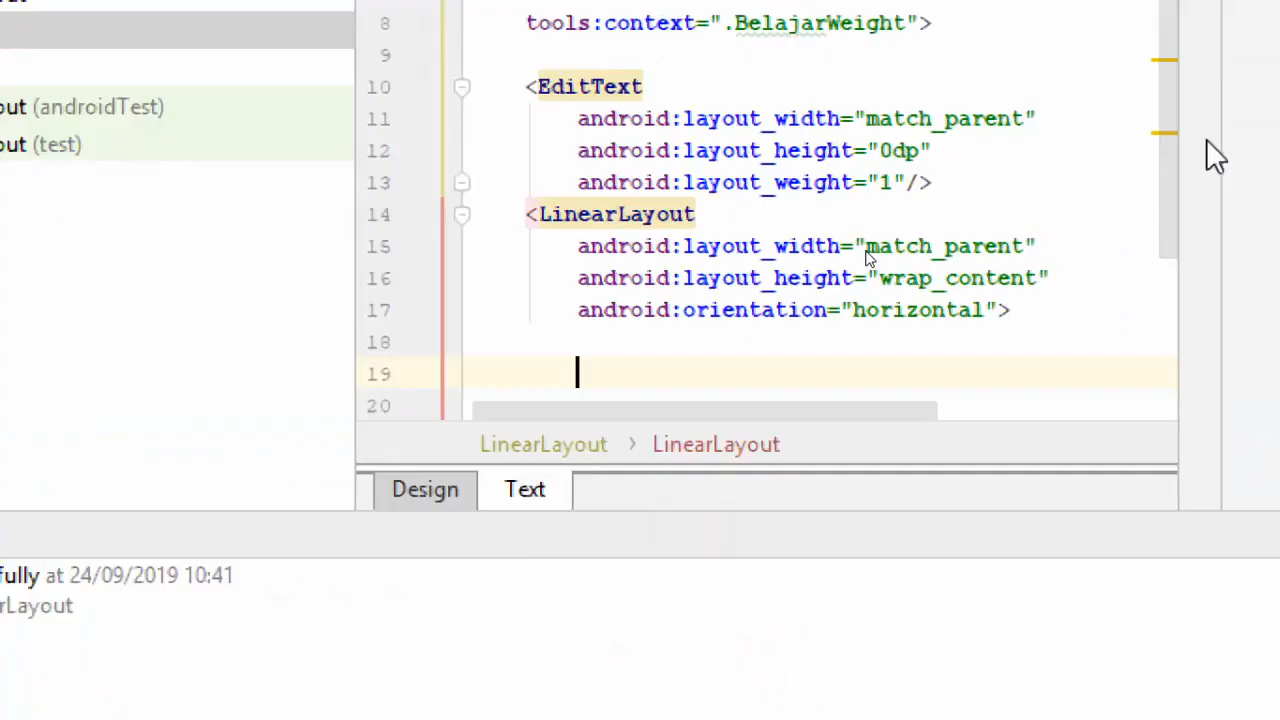 8 tools:context=".BelajarWeight">
9
out (androidTest)
out (test)
10 <EditText
11 android:layout_width="match_parent"
12 android:layout_height="0dp"
13 android:layout_weight="1"/>
14 <LinearLayout
15 android:layout_width="match_parent"
16 android:layout_height="wrap_content"
17 android:orientation="horizontal">
18
19
20
LinearLayout › LinearLayout
Design Text
fully at 24/09/2019 10:41
rLayout